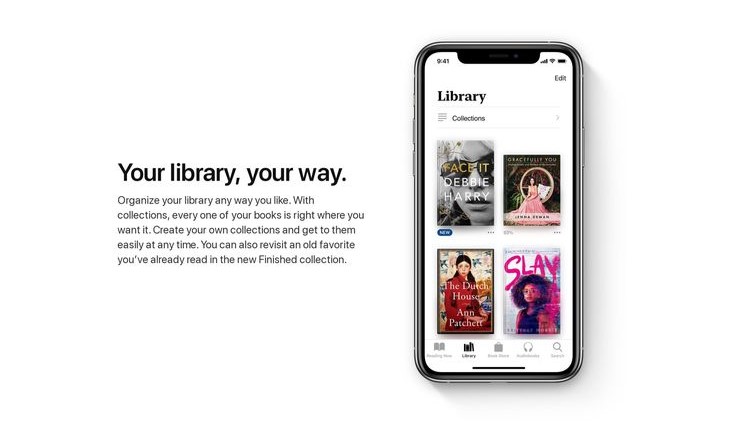 Your library, your way.
Organize your library any way you like. With
collections, every one of your books is right where you
want it. Create your own collections and get to them
easily at any time. You can also revisit an old favorite
you’ve already read in the new Finished collection.
9:41
Edit
Library
Collections
FACE IT
DEBBIE
HARRY
NEW
GRACEFULLY YOU
JENNA DEWAN
The Dutch
House
Ann
Patchett
SLAY
BRITTNEY MORRIS
Reading Now
Library
Book Store
Audiobooks
Search